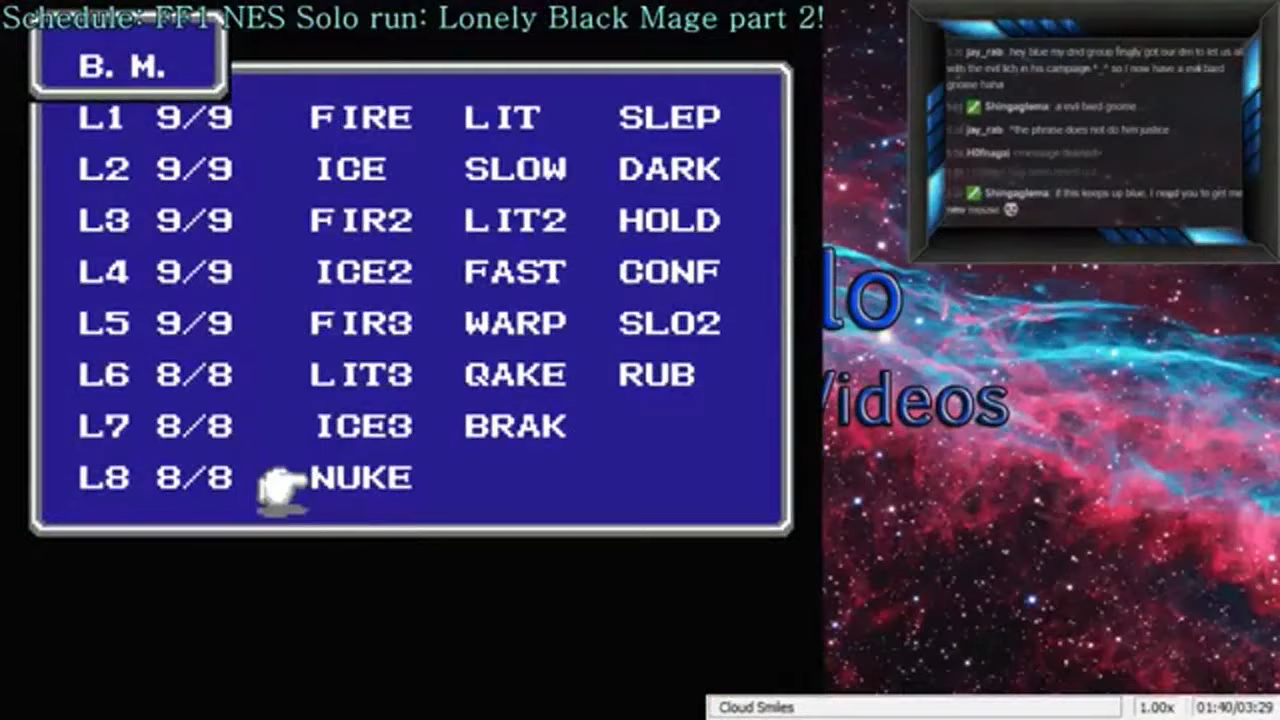 Schedule: FF1 NES Solo run: Lonely Black Mage part 2!
B. M.
L1 9/9 FIRE LIT SLEP
L2 9/9 ICE SLOW DARK
L3 9/9 FIR2 LIT2 HOLD
L4 9/9 ICE2 FAST CONF
L5 9/9 FIR3 WARP SLO2
L6 8/8 LIT3 QAKE RUB
L7 8/8 ICE3 BRAK
L8 8/8 NUKE
jay_rab hey blue my dnd group finally got our dm to let us
with the evil lich in his campaign ^_^ so I now have a evil bard
gnome haha
Shingaglema: a evil bard gnome
jay_rab: *the phrase does not do him justice
<message deleted>
Shingaglema: if this keeps up blue, I need you to get me
new mouse
lo
Videos
Cloud Smiles 1.00x 01:40/03:29